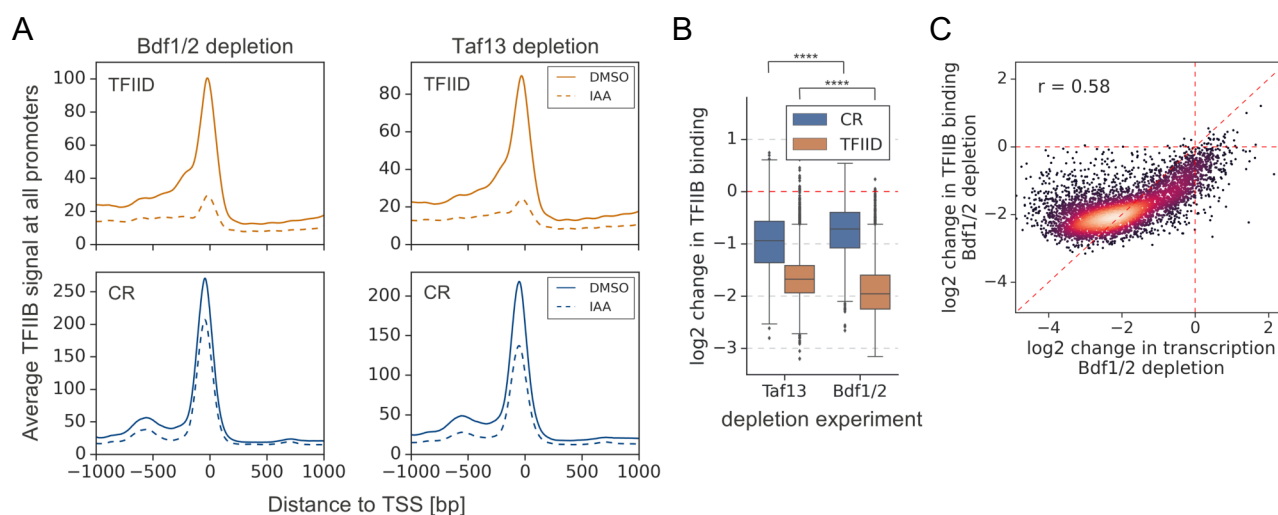 A
Bdf1/2 depletion
Taf13 depletion
Average TFIIB signal at all promoters
TFIID
100
80
60
40
20
0
TFIID
DMSO
IAA
80
60
40
20
0
CR
250
200
150
100
50
0
−1000 −500 0 500 1000
CR
DMSO
IAA
200
150
100
50
0
−1000 −500 0 500 1000
Distance to TSS [bp]
B
****
****
CR
TFIID
log2 change in TFIIB binding
1
0
−1
−2
−3
Taf13 Bdf1/2
depletion experiment
C
r = 0.58
log2 change in TFIIB binding
Bdf1/2 depletion
2
0
−2
−4
−4 −2 0 2
log2 change in transcription
Bdf1/2 depletion